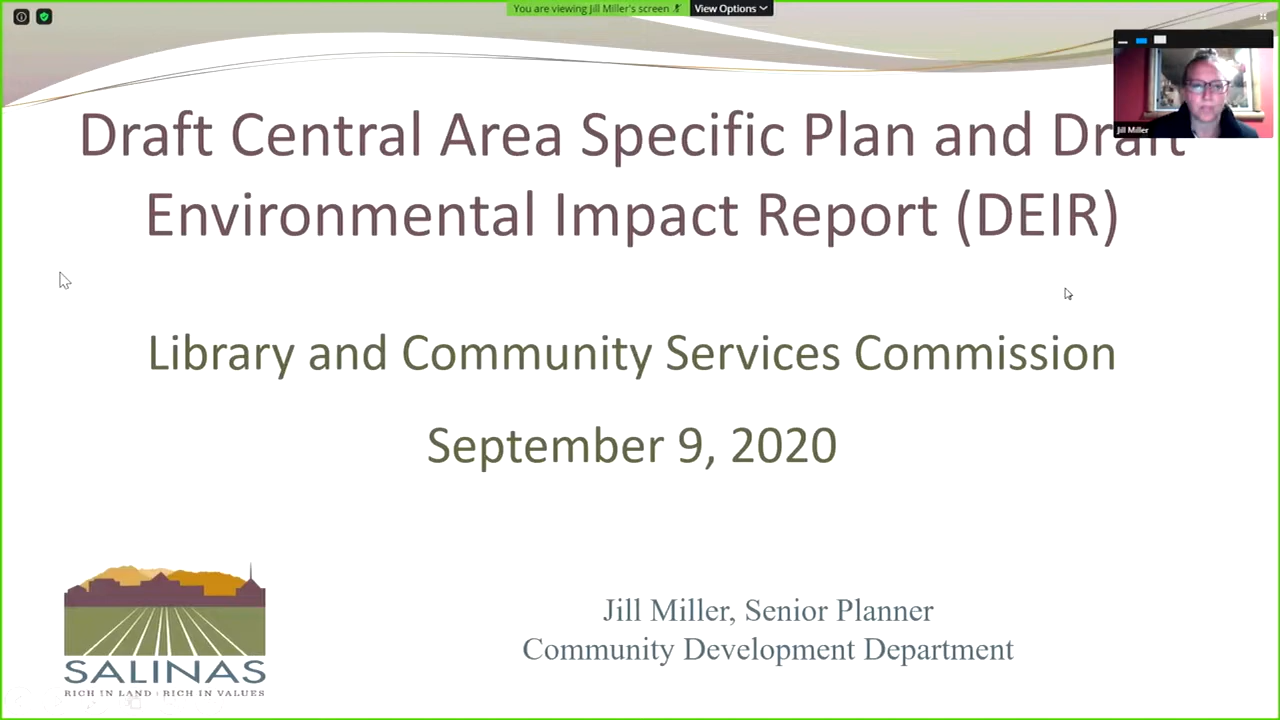 You are viewing Jill Miller's screen
View Options
Jill Miller
Draft Central Area Specific Plan and Draft
Environmental Impact Report (DEIR)
Library and Community Services Commission
September 9, 2020
SALINAS
RICH IN LAND | RICH IN VALUES
Jill Miller, Senior Planner
Community Development Department